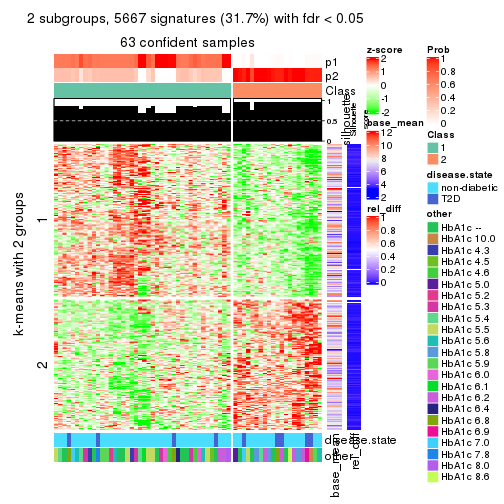 2 subgroups, 5667 signatures (31.7%) with fdr < 0.05
63 confident samples
p1
p2
Class
1
0.5
0
silhouette
Silhouette
score
k-means with 2 groups
1
2
disease.state
other
base_mean
rel_diff
z-score
2
1
0
-1
-2
base_mean
12
10
8
6
4
2
rel_diff
1
0.8
0.6
0.4
0.2
0
Prob
1
0.8
0.6
0.4
0.2
0
Class
1
2
disease.state
non-diabetic
T2D
other
HbA1c --
HbA1c 10.0
HbA1c 4.3
HbA1c 4.5
HbA1c 4.6
HbA1c 5.0
HbA1c 5.2
HbA1c 5.3
HbA1c 5.4
HbA1c 5.5
HbA1c 5.6
HbA1c 5.8
HbA1c 5.9
HbA1c 6.0
HbA1c 6.1
HbA1c 6.2
HbA1c 6.4
HbA1c 6.8
HbA1c 6.9
HbA1c 7.0
HbA1c 7.8
HbA1c 8.0
HbA1c 8.6